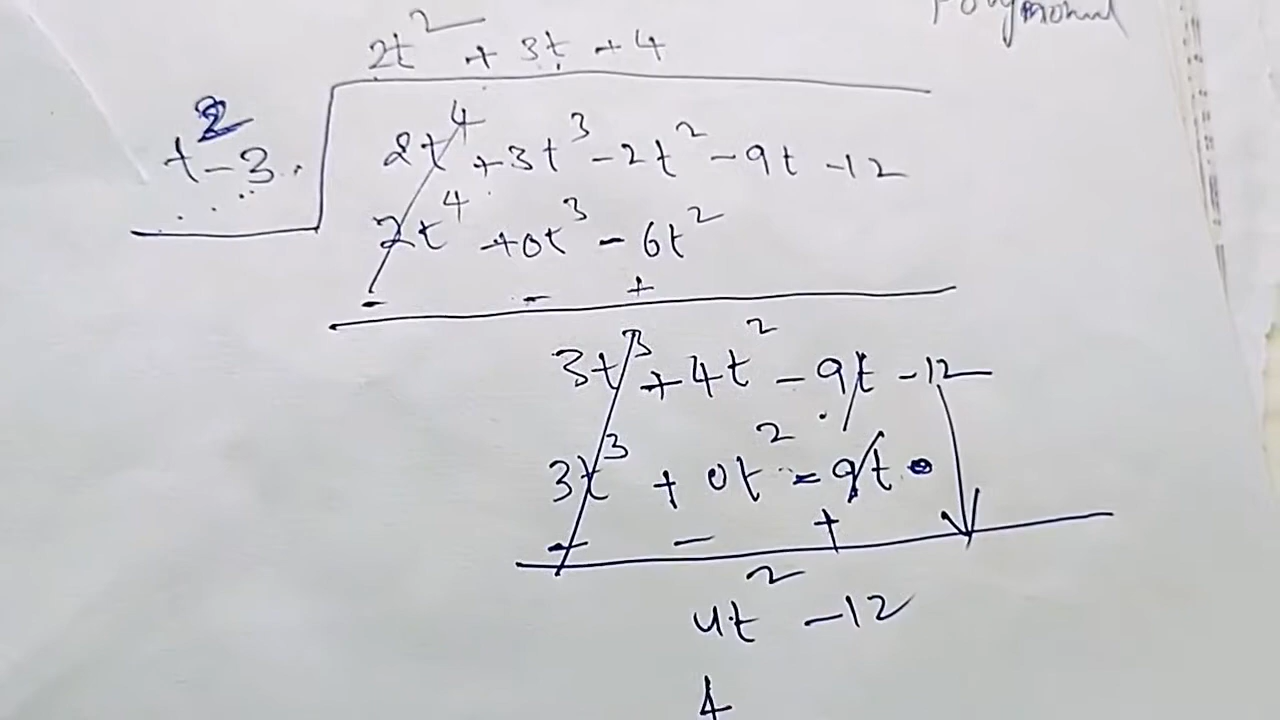 Polynomial
2t² + 3t + 4
t² - 3
2t⁴ + 3t³ - 2t² - 9t - 12
2t⁴ + 0t³ - 6t²
- - +
3t³ + 4t² - 9t - 12
3t³ + 0t² - 9t
- - +
4t² - 12
4